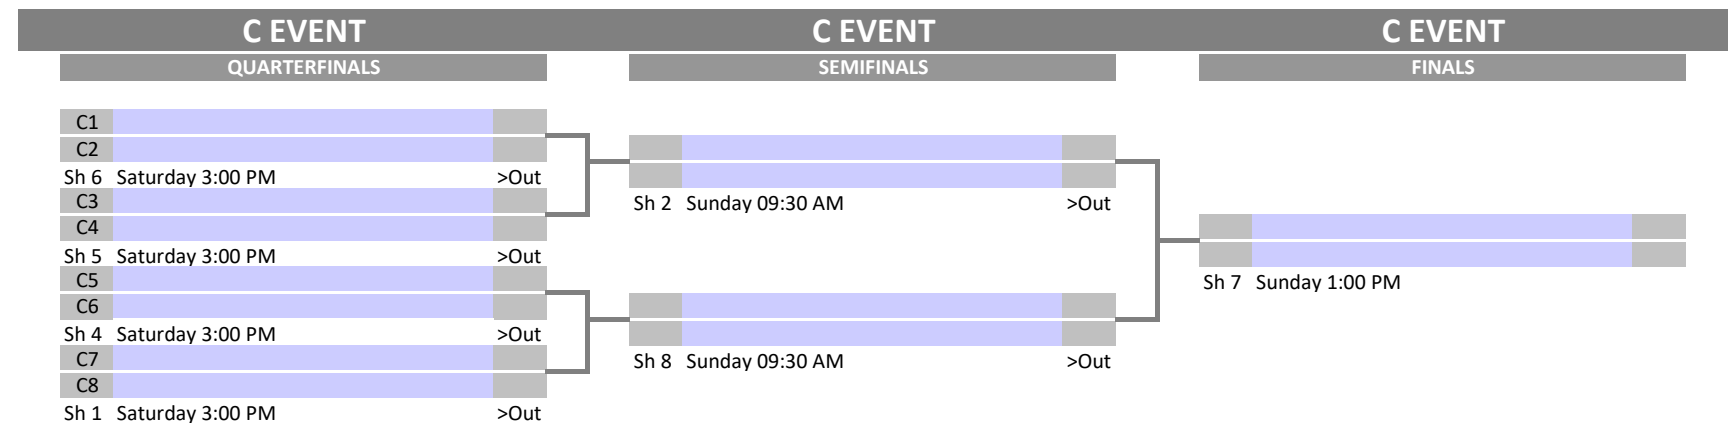 C EVENT C EVENT C EVENT
QUARTERFINALS SEMIFINALS FINALS
C1
C2
Sh 6 Saturday 3:00 PM >Out
C3
C4
Sh 5 Saturday 3:00 PM >Out
C5
C6
Sh 4 Saturday 3:00 PM >Out
C7
C8
Sh 1 Saturday 3:00 PM >Out
Sh 2 Sunday 09:30 AM >Out
Sh 8 Sunday 09:30 AM >Out
Sh 7 Sunday 1:00 PM